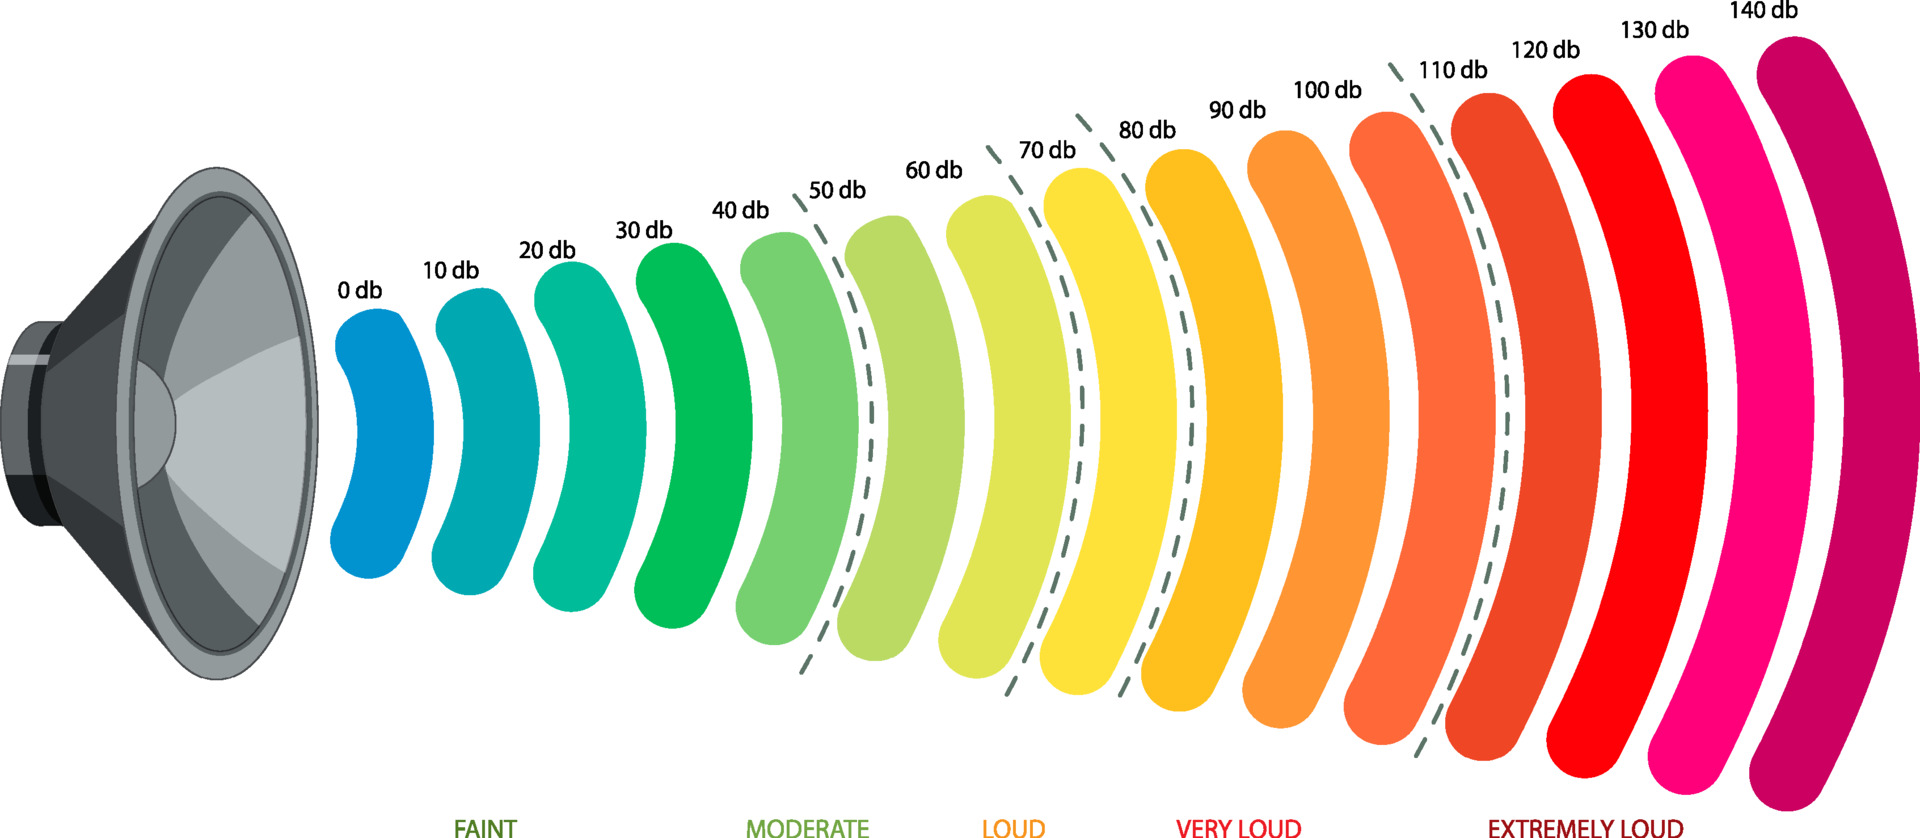 0 db
10 db
20 db
30 db
40 db
50 db
60 db
70 db
80 db
90 db
100 db
110 db
120 db
130 db
140 db
FAINT
MODERATE
LOUD
VERY LOUD
EXTREMELY LOUD